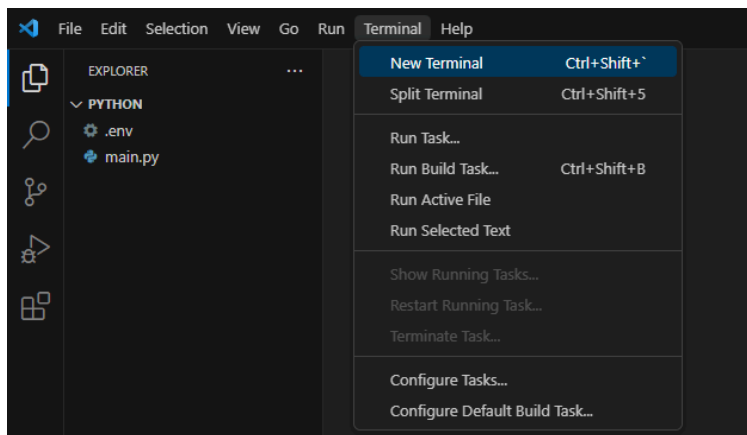 File Edit Selection View Go Run Terminal Help
EXPLORER ...
PYTHON
.env
main.py
New Terminal Ctrl+Shift+`
Split Terminal Ctrl+Shift+5
Run Task...
Run Build Task... Ctrl+Shift+B
Run Active File
Run Selected Text
Show Running Tasks...
Restart Running Task...
Terminate Task...
Configure Tasks...
Configure Default Build Task...